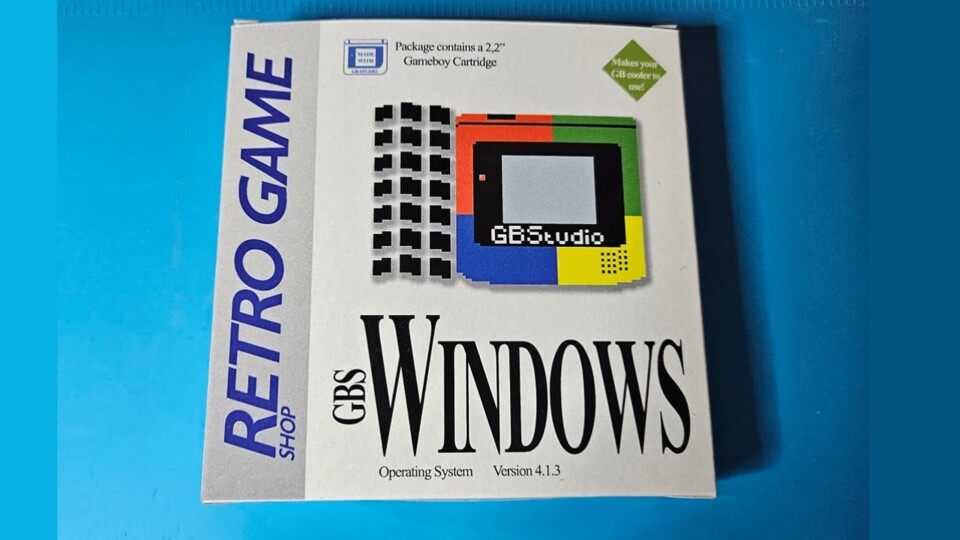 RETRO GAME
SHOP
MADE
WITH
GBSTUDIO
Package contains a 2,2”
Gameboy Cartridge
Makes your
GB cooler to
use!
GBStudio
GBS
WINDOWS
Operating System Version 4.1.3